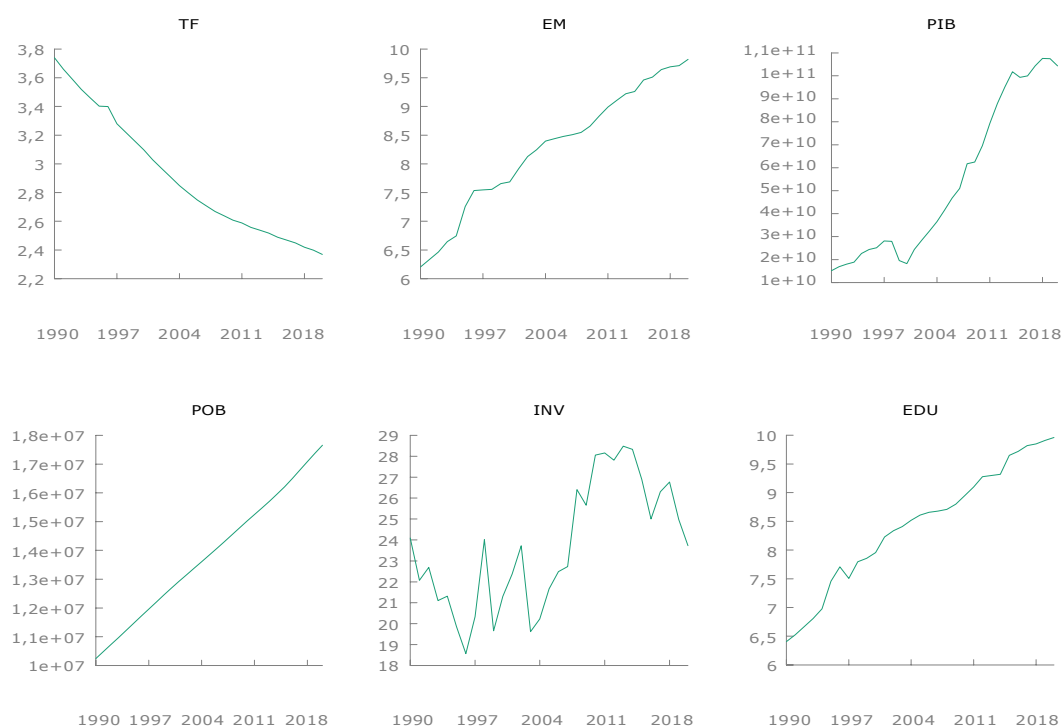 TF
3,8
3,6
3,4
3,2
3
2,8
2,6
2,4
2,2
1990 1997 2004 2011 2018
EM
10
9,5
9
8,5
8
7,5
7
6,5
6
1990 1997 2004 2011 2018
PIB
1,1e+11
1e+11
9e+10
8e+10
7e+10
6e+10
5e+10
4e+10
3e+10
2e+10
1e+10
1990 1997 2004 2011 2018
POB
1,8e+07
1,7e+07
1,6e+07
1,5e+07
1,4e+07
1,3e+07
1,2e+07
1,1e+07
1e+07
1990 1997 2004 2011 2018
INV
29
28
27
26
25
24
23
22
21
20
19
18
1990 1997 2004 2011 2018
EDU
10
9,5
9
8,5
8
7,5
7
6,5
6
1990 1997 2004 2011 2018